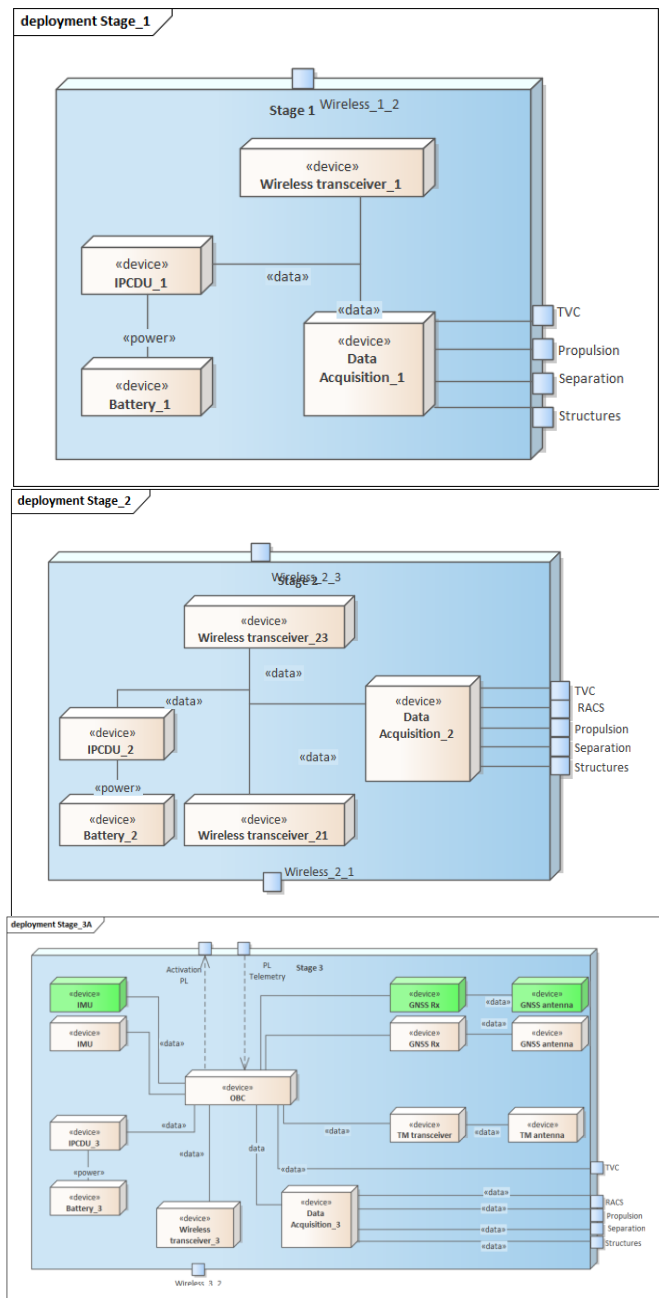 deployment Stage_1
Wireless_1_2
Stage 1
«device»
Wireless transceiver_1
«device»
IPCDU_1
«data»
«data»
«power»
«device»
Data
Acquisition_1
«device»
Battery_1
TVC
Propulsion
Separation
Structures
deployment Stage_2
Wireless_2_3
Stage 2
«device»
Wireless transceiver_23
«data»
«data»
«device»
Data
Acquisition_2
«device»
IPCDU_2
«data»
«power»
«device»
Battery_2
«device»
Wireless transceiver_21
TVC
RACS
Propulsion
Separation
Structures
Wireless_2_1
deployment Stage_3A
Activation
PL
PL
Telemetry
Stage 3
«device»
IMU
«device»
IMU
«data»
«device»
GNSS Rx
«data»
«device»
GNSS antenna
«device»
GNSS Rx
«data»
«device»
GNSS antenna
«device»
OBC
«device»
IPCDU_3
«data»
«power»
«device»
Battery_3
«data»
data
«data»
«device»
TM transceiver
«data»
«device»
TM antenna
«data»
TVC
«device»
Wireless
transceiver_3
«device»
Data
Acquisition_3
«data»
«data»
«data»
«data»
RACS
Propulsion
Separation
Structures
Wireless_3_2